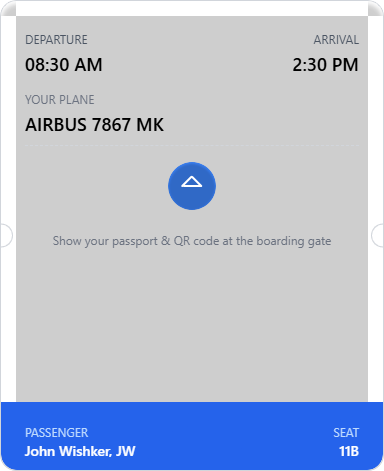 DEPARTURE ARRIVAL
08:30 AM 2:30 PM
YOUR PLANE
AIRBUS 7867 MK
Show your passport & QR code at the boarding gate
PASSENGER SEAT
John Wishker, JW 11B